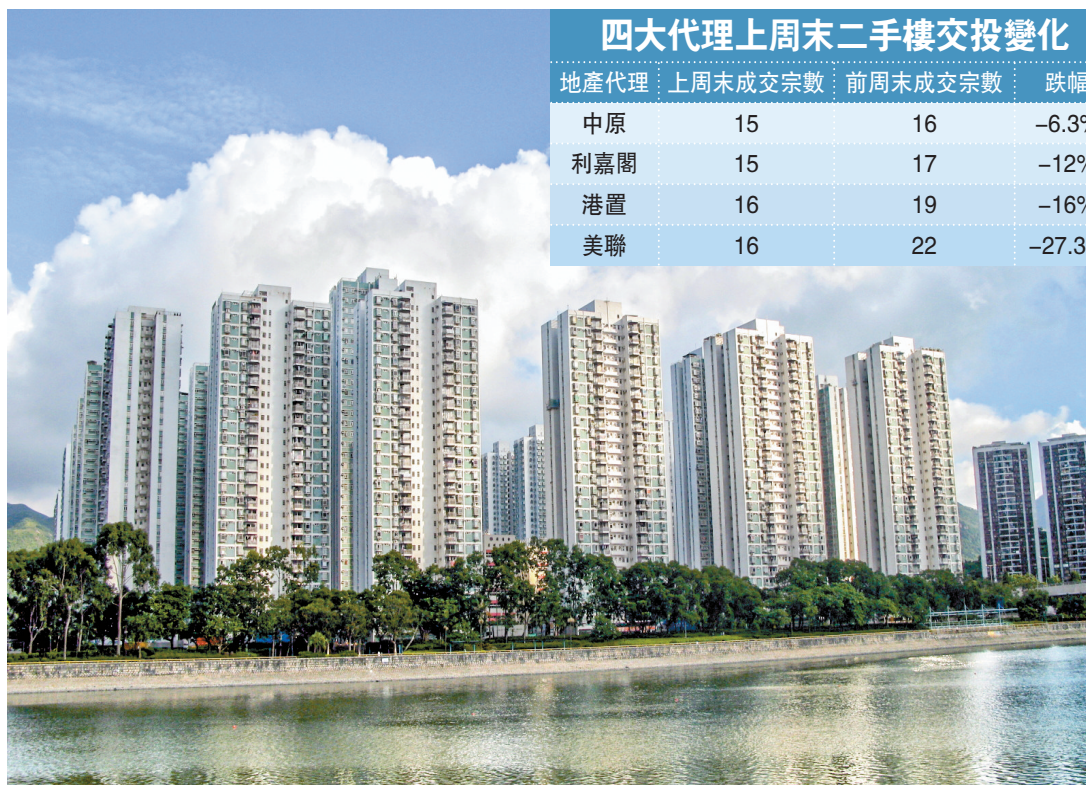 四大代理上周末二手樓交投變化
地產代理 上周末成交宗數 前周末成交宗數 跌幅
中原 15 16 –6.3%
利嘉閣 15 17 –12%
港置 16 19 –16%
美聯 16 22 –27.3